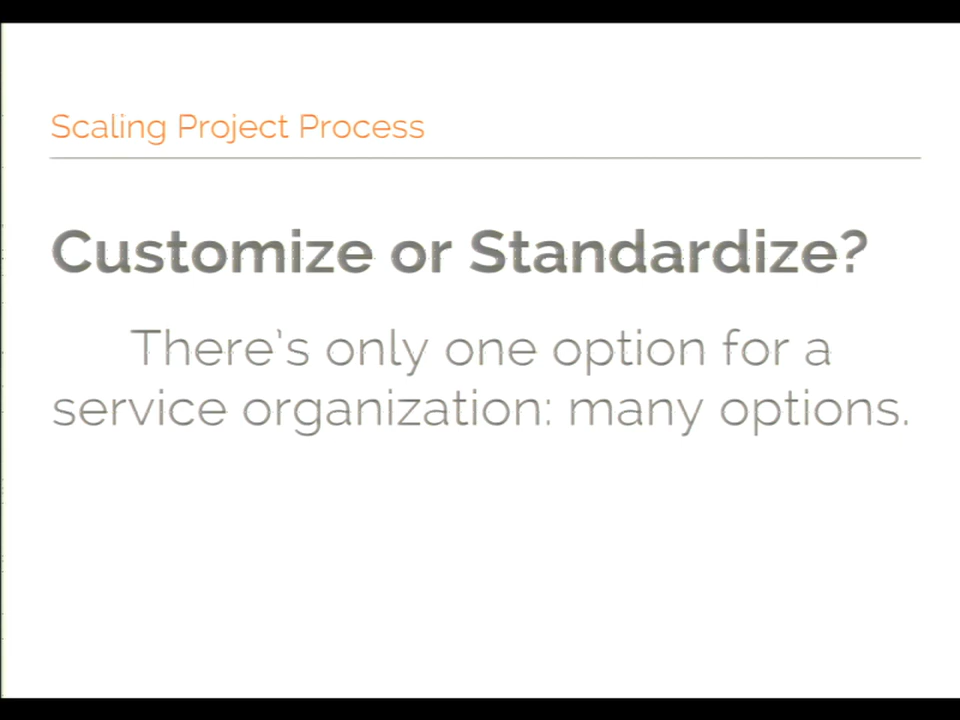 Scaling Project Process
Customize or Standardize?
There's only one option for a
service organization: many options.